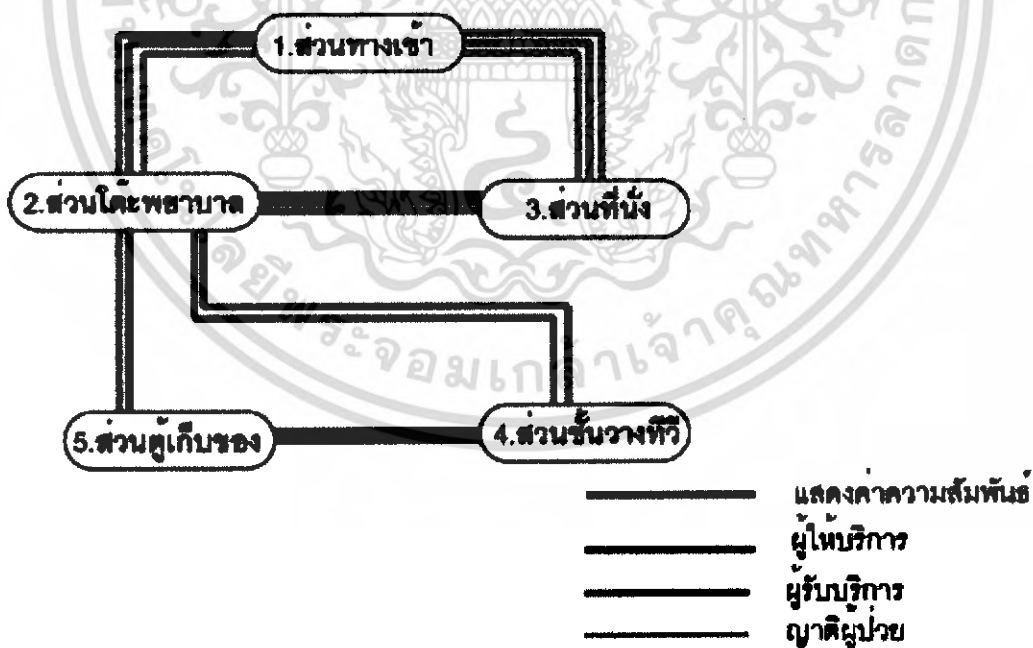 1.ส่วนทางเข้า
2.ส่วนโต๊ะพยาบาล
3.ส่วนที่นั่ง
5.ส่วนตู้เก็บของ
4.ส่วนชั้นวางทีวี
แสดงค่าความสัมพันธ์
ผู้ให้บริการ
ผู้รับบริการ
ญาติผู้ป่วย